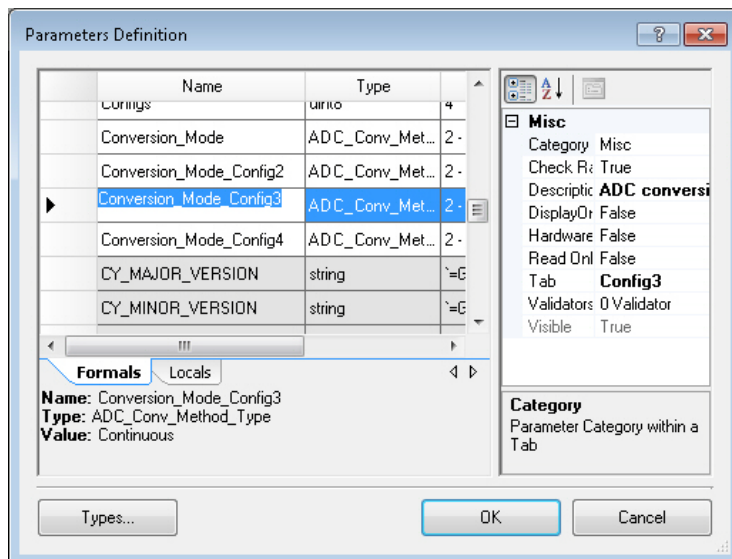 Parameters Definition
Name Type
Configs uint8 4
Conversion_Mode ADC_Conv_Met... 2 -
Conversion_Mode_Config2 ADC_Conv_Met... 2 -
Conversion_Mode_Config3 ADC_Conv_Met... 2 -
Conversion_Mode_Config4 ADC_Conv_Met... 2 -
CY_MAJOR_VERSION string `=G
CY_MINOR_VERSION string `=G
Formals Locals
Name: Conversion_Mode_Config3
Type: ADC_Conv_Method_Type
Value: Continuous
A
Z
Misc
Category Misc
Check Ra True
Descriptic ADC conversi
DisplayOr False
Hardware False
Read Onl False
Tab Config3
Validators 0 Validator
Visible True
Category
Parameter Category within a
Tab
Types...
OK
Cancel